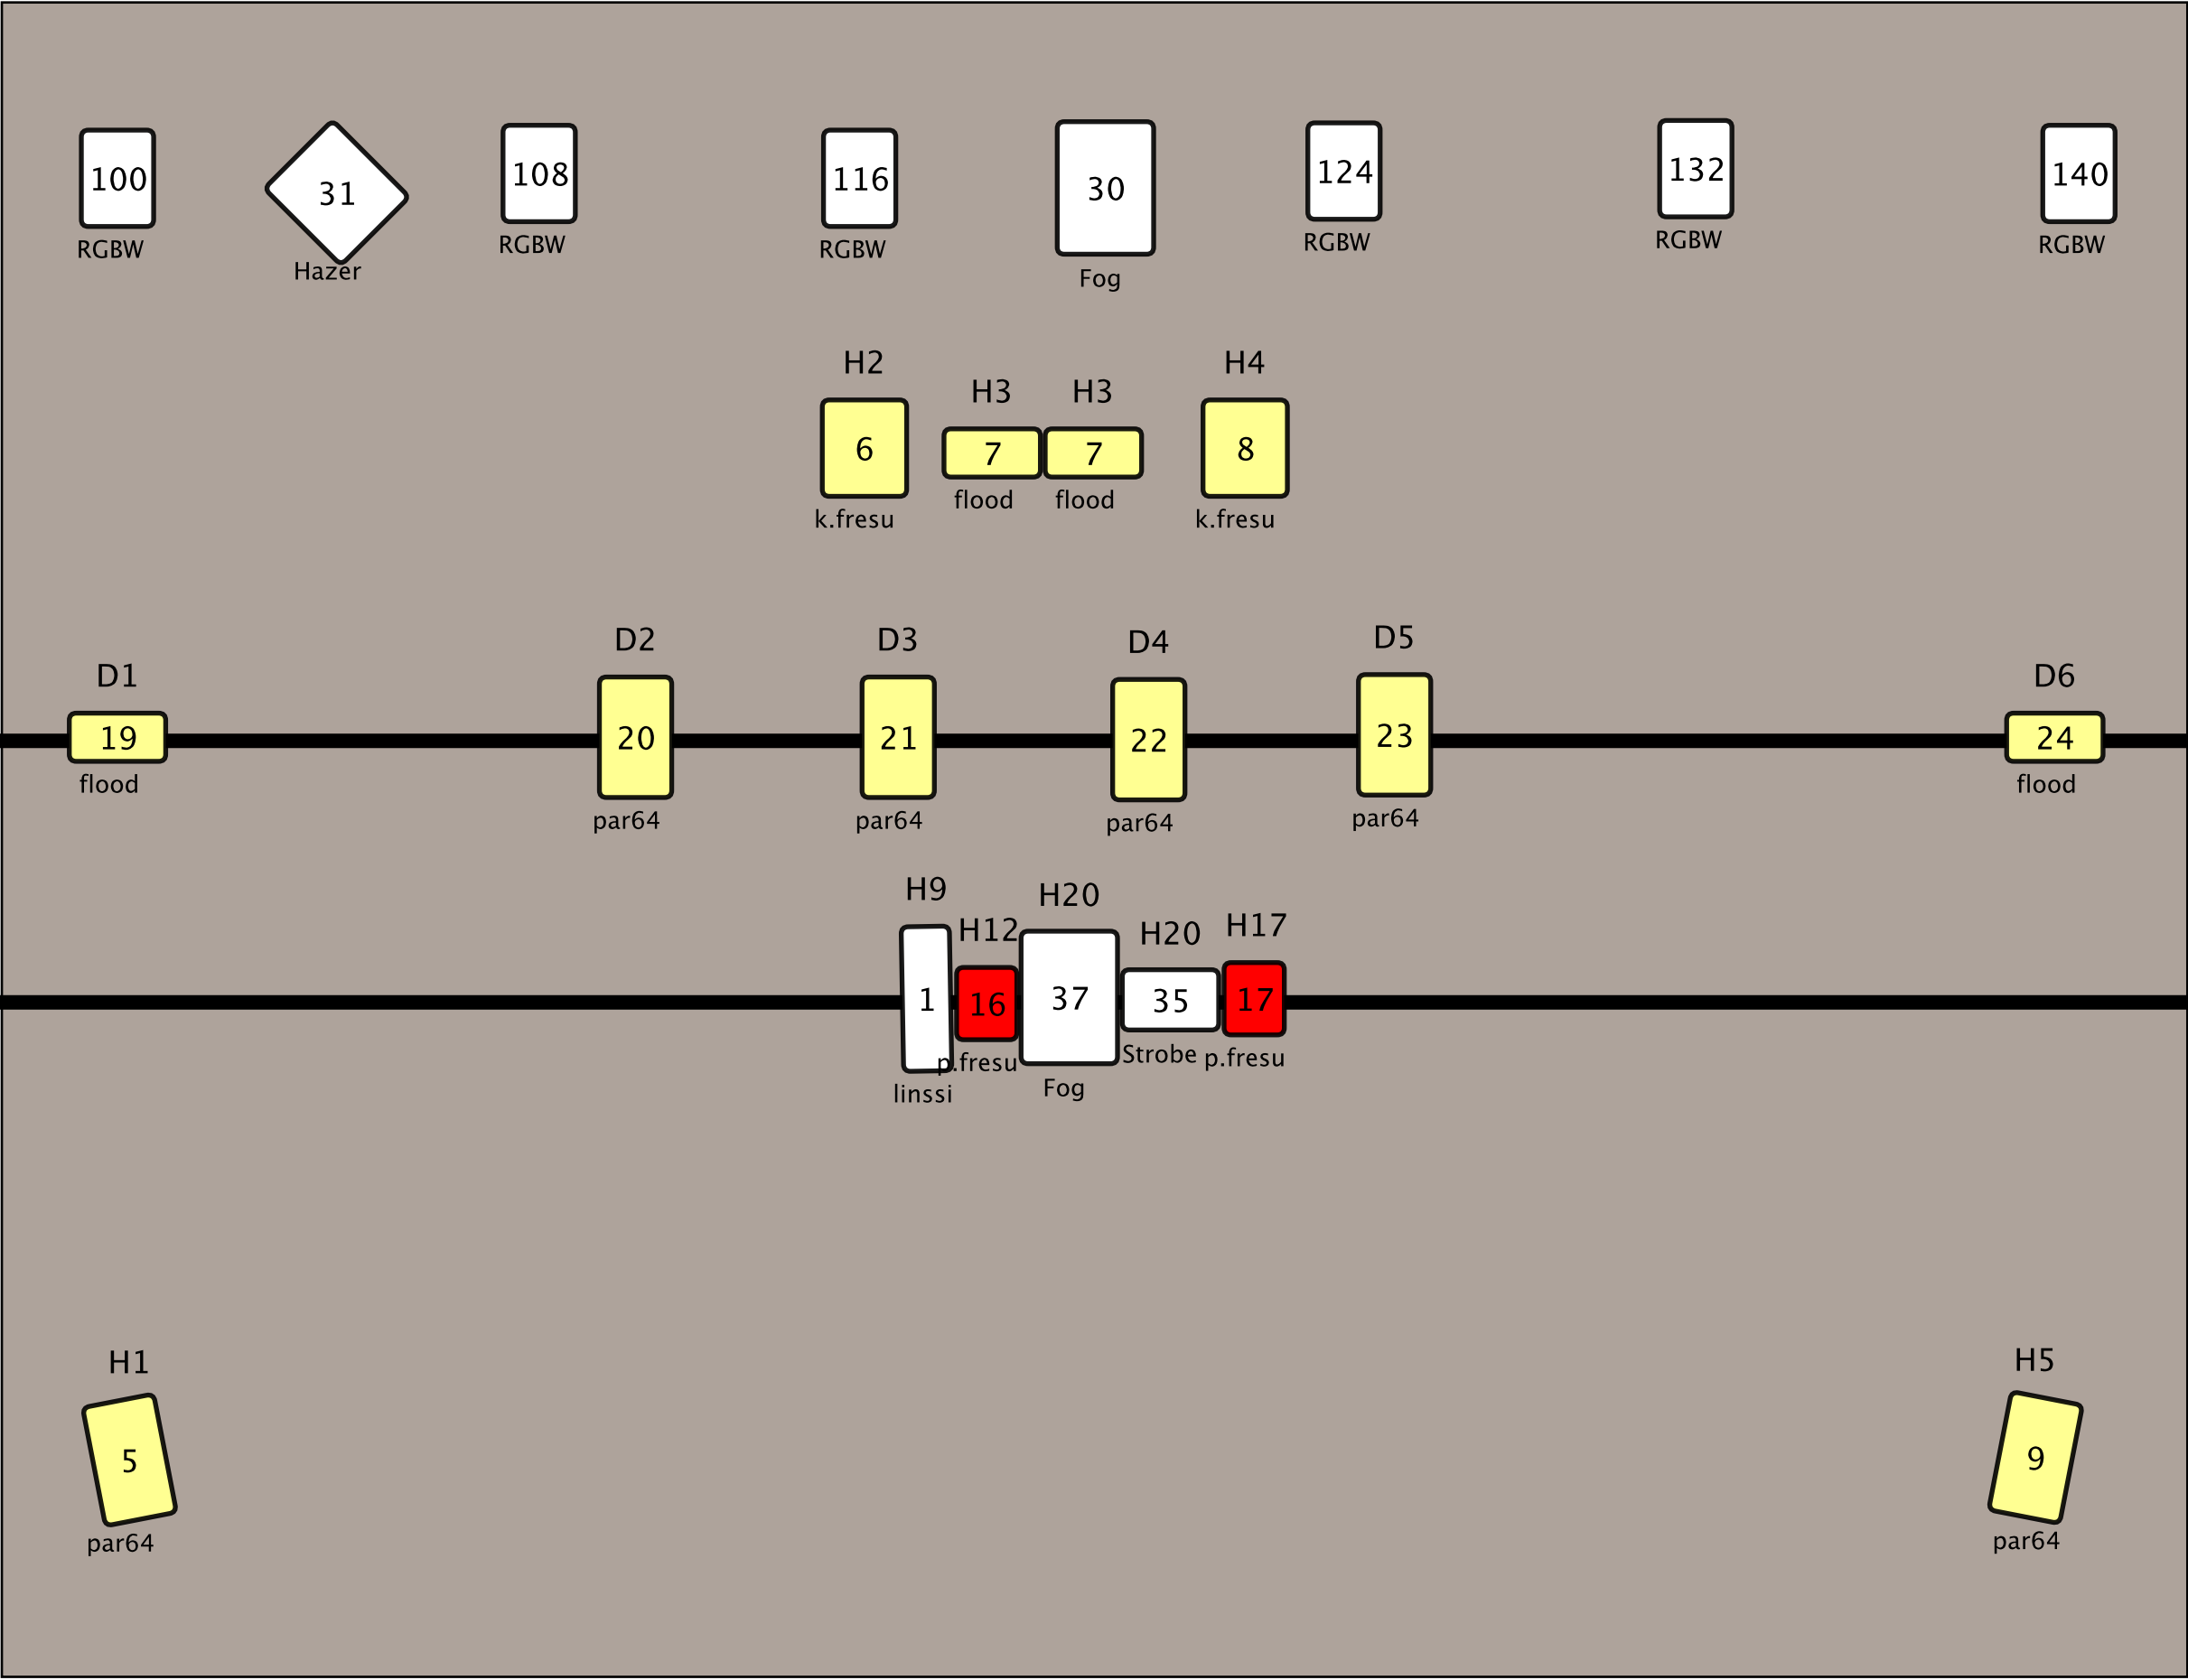 100
31
108
116
30
124
132
140
RGBW
Hazer
RGBW
RGBW
Fog
RGBW
RGBW
RGBW
H2
H3
H3
H4
6
7
7
8
k.fresu
flood
flood
k.fresu
D1
D2
D3
D4
D5
D6
19
20
21
22
23
24
flood
par64
par64
par64
par64
flood
H9
H12
H20
H20
H17
1
16
37
35
17
linssi
p.fresu
Fog
Strobe
p.fresu
H1
H5
5
9
par64
par64